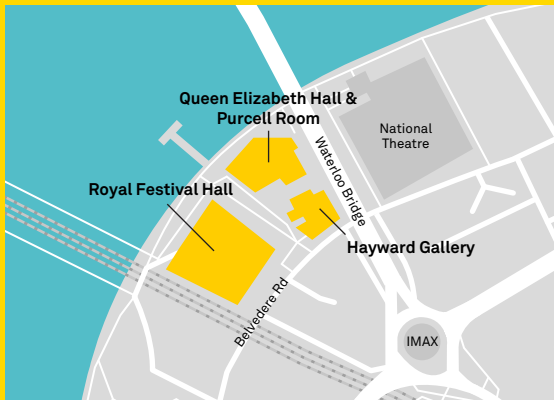 Queen Elizabeth Hall &
Purcell Room
National
Theatre
Waterloo Bridge
Royal Festival Hall
Hayward Gallery
Belvedere Rd
IMAX